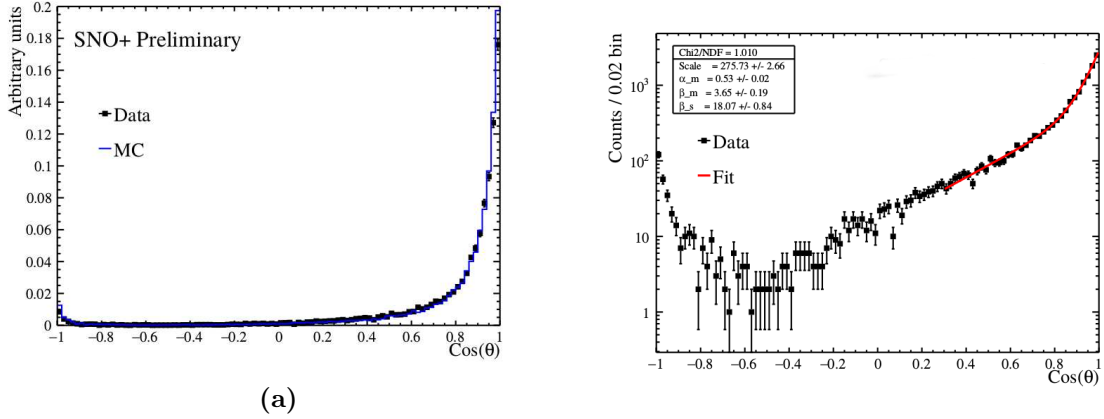 Arbitrary units
0.2
0.18
0.16
0.14
0.12
0.1
0.08
0.06
0.04
0.02
0
SNO+ Preliminary
Data
MC
−1 −0.8 −0.6 −0.4 −0.2 0 0.2 0.4 0.6 0.8 1
Cos(θ)
(a)
Counts / 0.02 bin
10³
10²
10
1
Chi2/NDF = 1.010
Scale = 275.73 +/- 2.66
α_m = 0.53 +/- 0.02
β_m = 3.65 +/- 0.19
β_s = 18.07 +/- 0.84
Data
Fit
−1 −0.8 −0.6 −0.4 −0.2 0 0.2 0.4 0.6 0.8 1
Cos(θ)